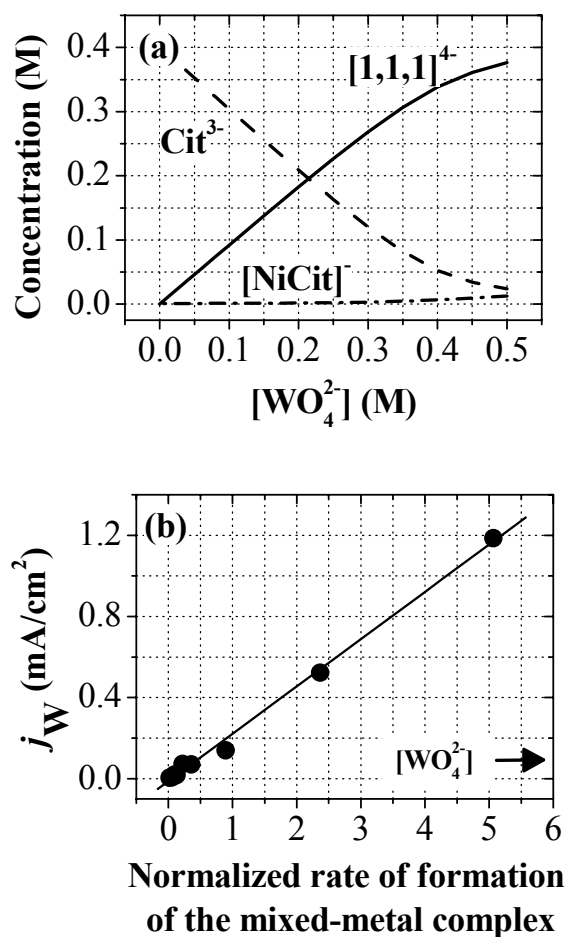 (a)
[1,1,1]⁴⁻
Cit³⁻
[NiCit]⁻
Concentration (M)
0.4
0.3
0.2
0.1
0.0
0.0 0.1 0.2 0.3 0.4 0.5
[WO₄²⁻] (M)
(b)
j_W (mA/cm²)
1.2
0.8
0.4
0.0
[WO₄²⁻]
0 1 2 3 4 5 6
Normalized rate of formation
of the mixed-metal complex